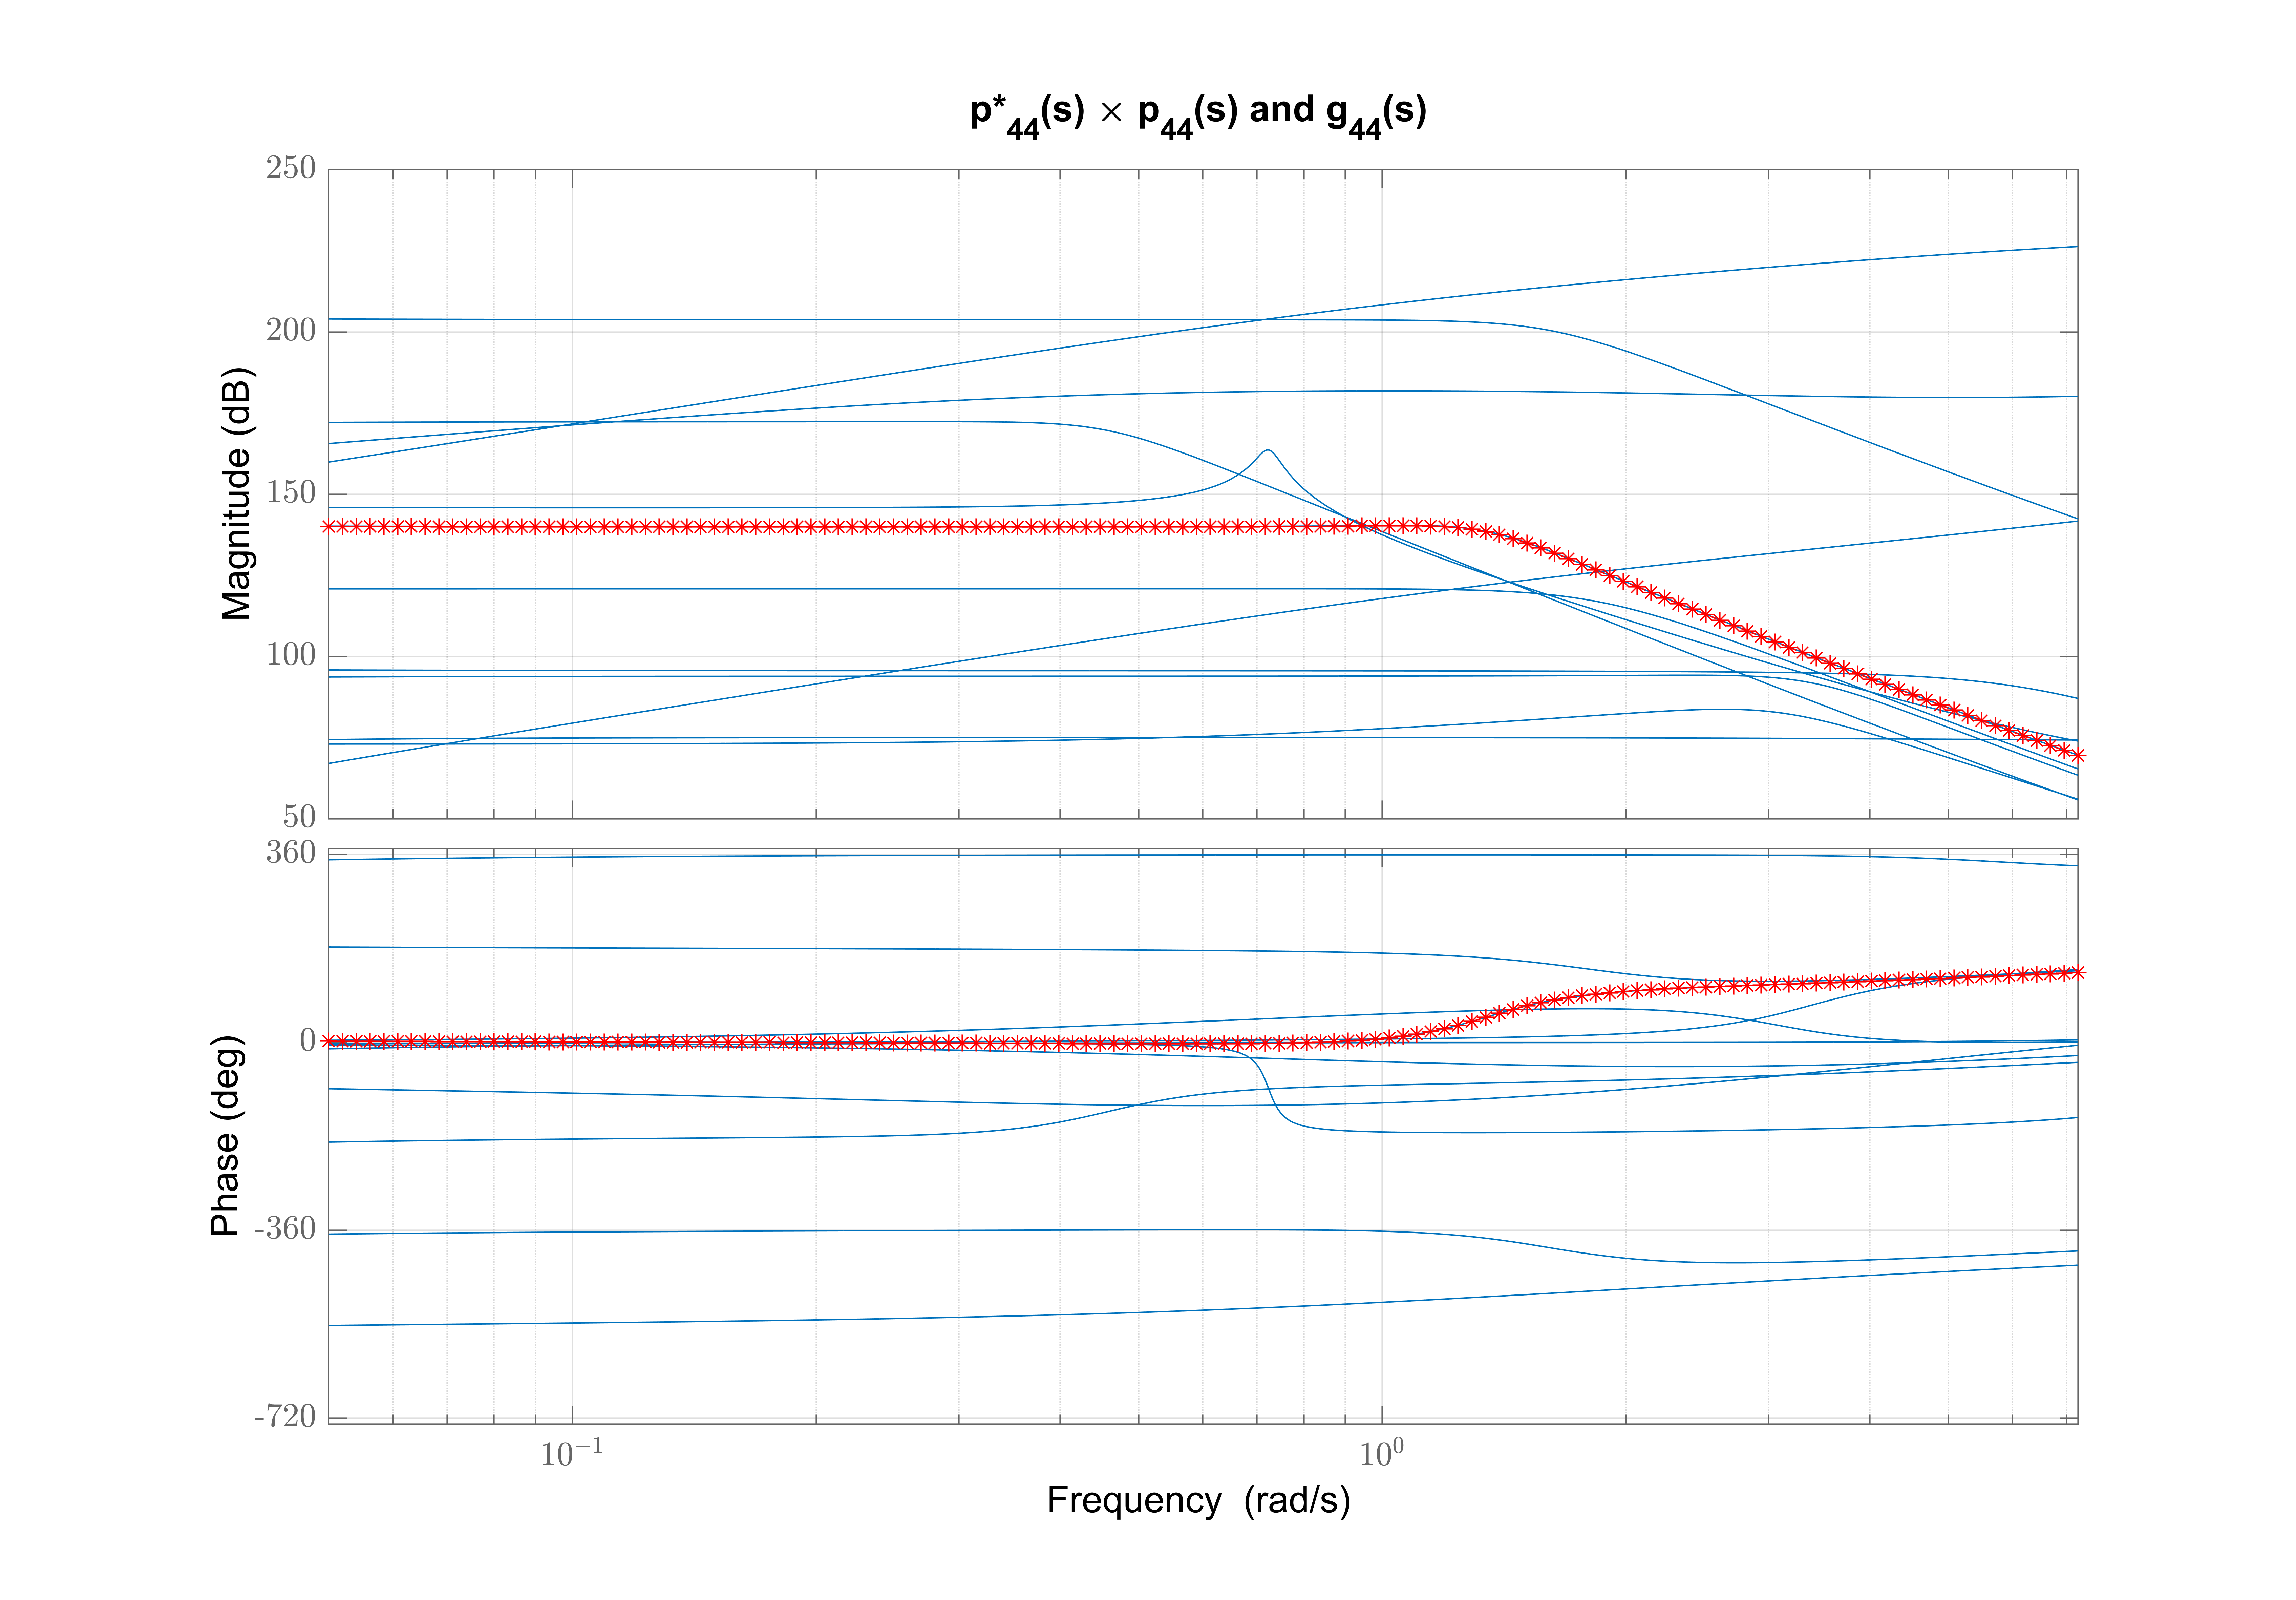 p*44(s) × p44(s) and g44(s)
250
200
150
100
50
Magnitude (dB)
360
0
-360
-720
Phase (deg)
10−1
100
Frequency (rad/s)